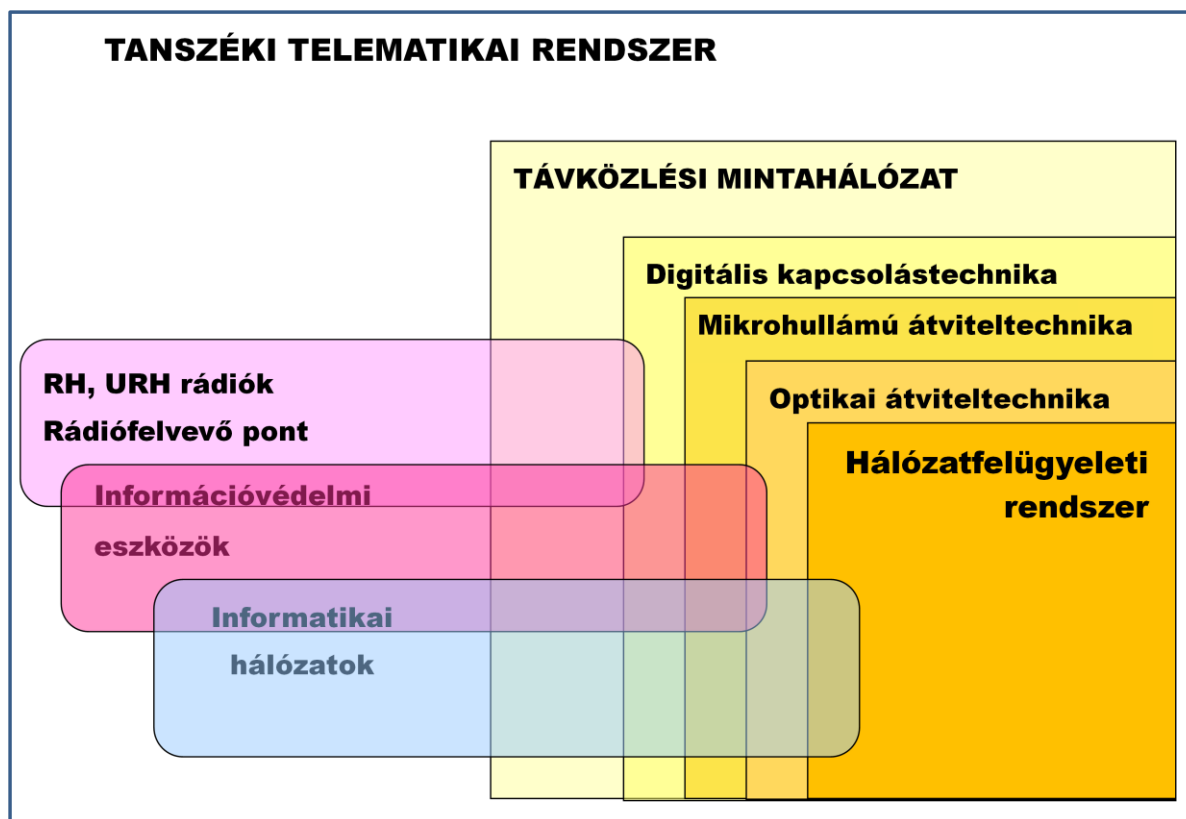 TANSZÉKI TELEMATIKAI RENDSZER
TÁVKÖZLÉSI MINTAHÁLÓZAT
Digitális kapcsolástechnika
Mikrohullámú átviteltechnika
Optikai átviteltechnika
Hálózatfelügyeleti
rendszer
RH, URH rádiók
Rádiófelvevő pont
Információvédelmi
eszközök
Informatikai
hálózatok